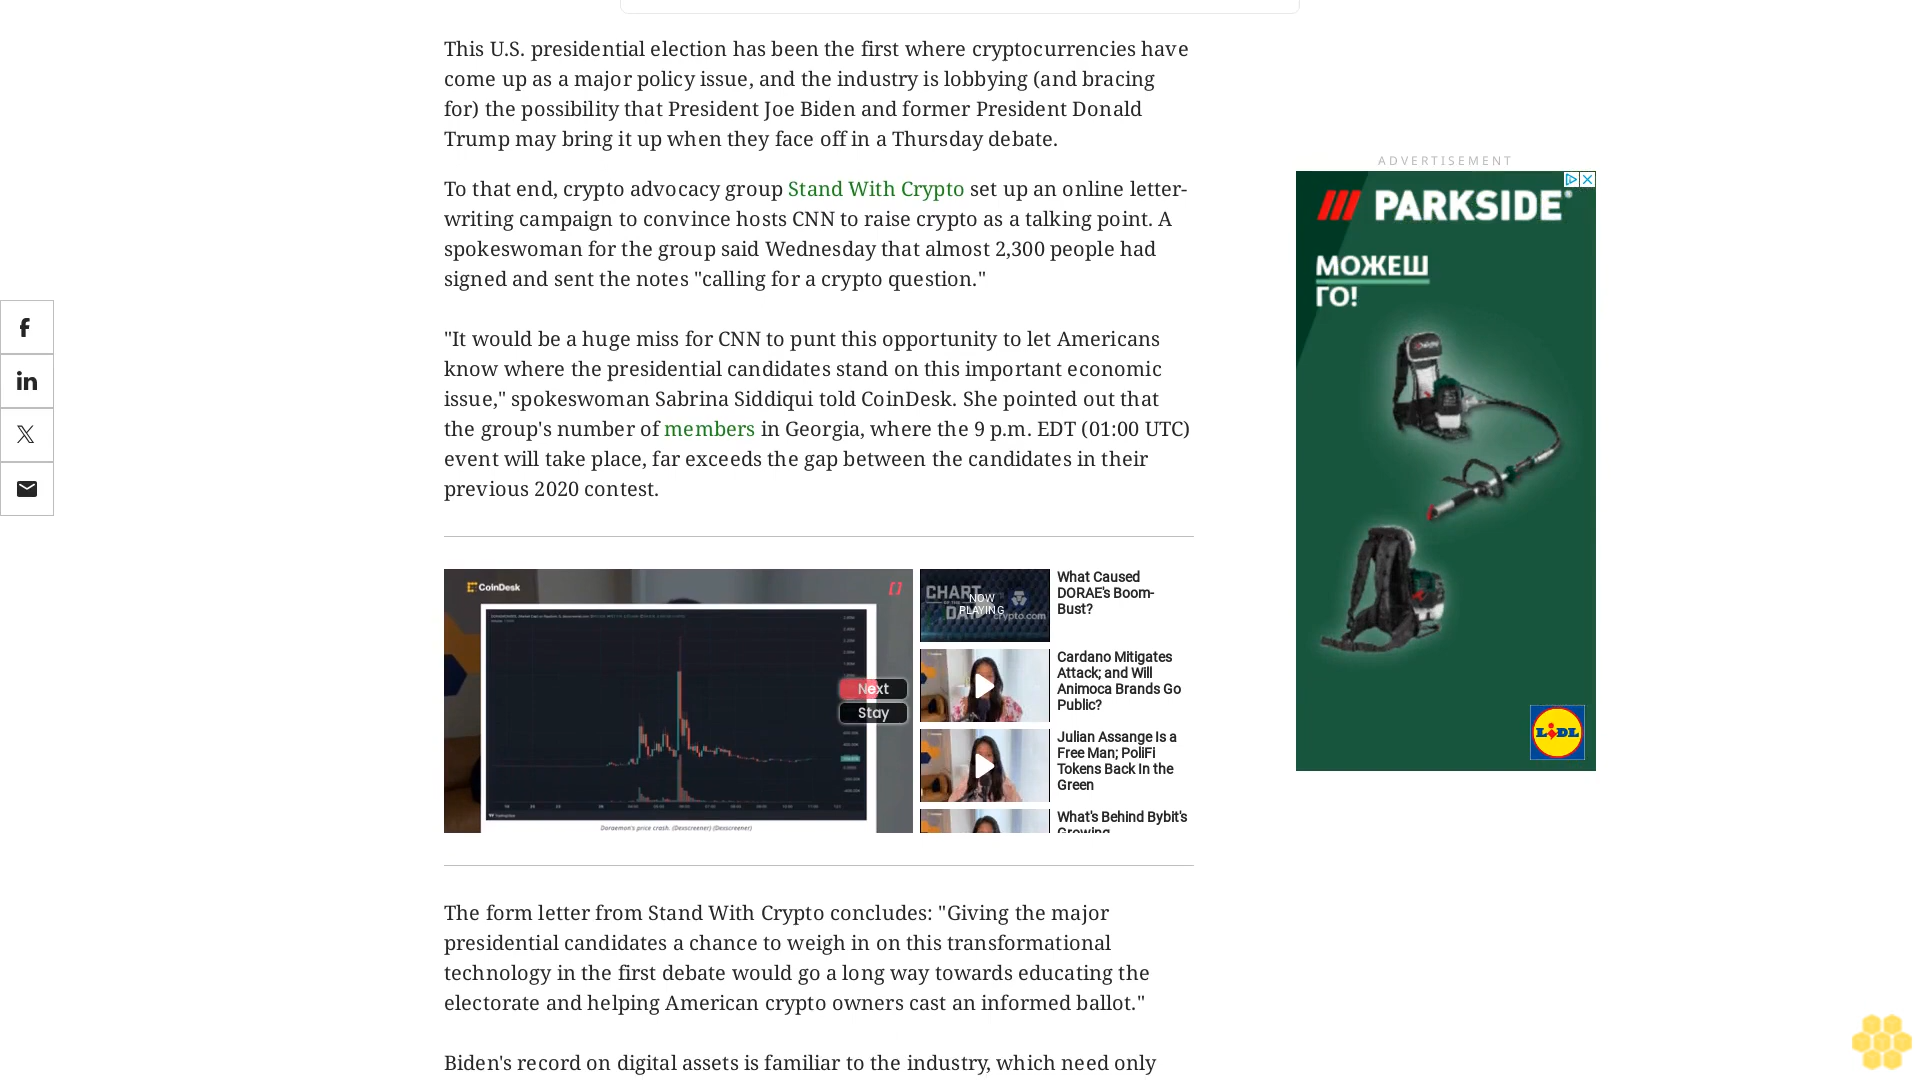 This U.S. presidential election has been the first where cryptocurrencies have
come up as a major policy issue, and the industry is lobbying (and bracing
for) the possibility that President Joe Biden and former President Donald
Trump may bring it up when they face off in a Thursday debate.
To that end, crypto advocacy group Stand With Crypto set up an online letter-
writing campaign to convince hosts CNN to raise crypto as a talking point. A
spokeswoman for the group said Wednesday that almost 2,300 people had
signed and sent the notes "calling for a crypto question."
"It would be a huge miss for CNN to punt this opportunity to let Americans
know where the presidential candidates stand on this important economic
issue," spokeswoman Sabrina Siddiqui told CoinDesk. She pointed out that
the group's number of members in Georgia, where the 9 p.m. EDT (01:00 UTC)
event will take place, far exceeds the gap between the candidates in their
previous 2020 contest.
CoinDesk
Next
Stay
Doraemon's price crash. (Dexscreener) (Dexscreener)
CHART
OF THE
DAY
crypto.com
NOW
PLAYING
What Caused
DORAE's Boom-
Bust?
Cardano Mitigates
Attack; and Will
Animoca Brands Go
Public?
Julian Assange Is a
Free Man; PoliFi
Tokens Back In the
Green
What's Behind Bybit's
Growing
The form letter from Stand With Crypto concludes: "Giving the major
presidential candidates a chance to weigh in on this transformational
technology in the first debate would go a long way towards educating the
electorate and helping American crypto owners cast an informed ballot."
Biden's record on digital assets is familiar to the industry, which need only
ADVERTISEMENT
PARKSIDE®
МОЖЕШ
ГО!
LIDL